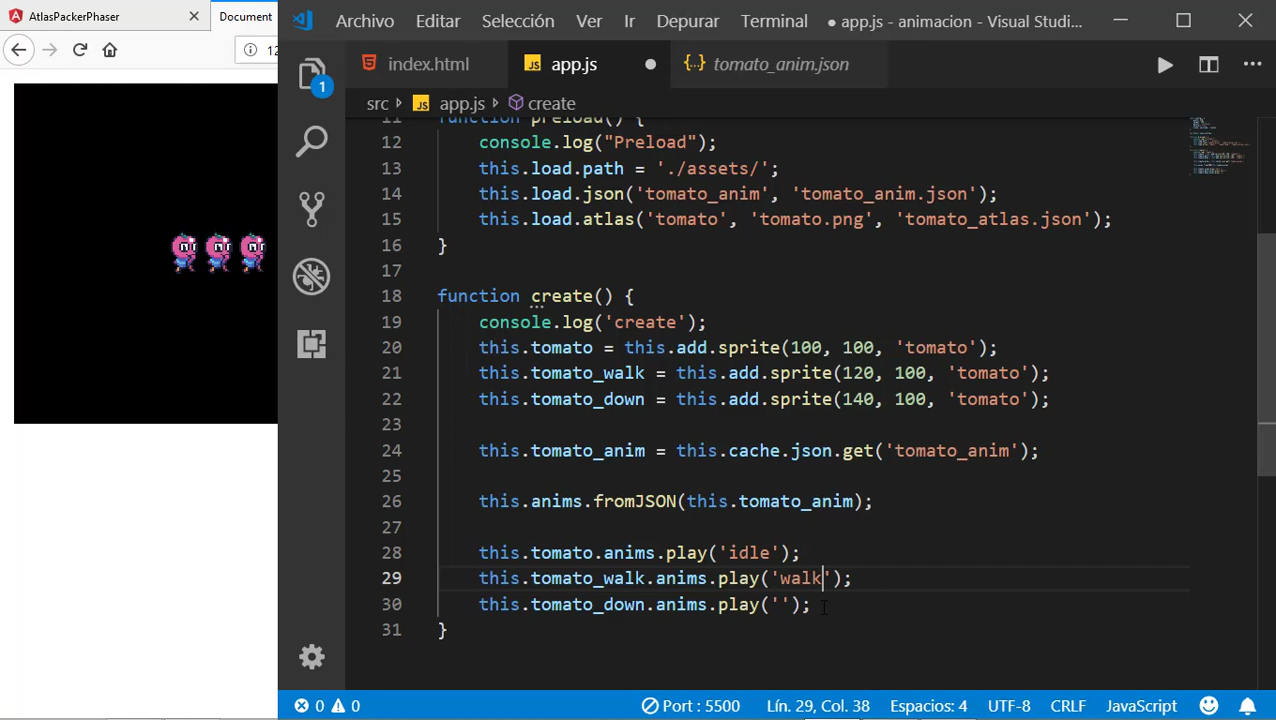 AtlasPackerPhaser
Document
Archivo Editar Selección Ver Ir Depurar Terminal
● app.js - animacion - Visual Studi...
12
index.html
JS app.js ●
{..} tomato_anim.json
1
src JS app.js create
11 function preload() {
12 console.log("Preload");
13 this.load.path = './assets/';
14 this.load.json('tomato_anim', 'tomato_anim.json');
15 this.load.atlas('tomato', 'tomato.png', 'tomato_atlas.json');
16 }
17
18 function create() {
19 console.log('create');
20 this.tomato = this.add.sprite(100, 100, 'tomato');
21 this.tomato_walk = this.add.sprite(120, 100, 'tomato');
22 this.tomato_down = this.add.sprite(140, 100, 'tomato');
23
24 this.tomato_anim = this.cache.json.get('tomato_anim');
25
26 this.anims.fromJSON(this.tomato_anim);
27
28 this.tomato.anims.play('idle');
29 this.tomato_walk.anims.play('walk');
30 this.tomato_down.anims.play('');
31 }
0 0 Port : 5500 Lín. 29, Col. 38 Espacios: 4 UTF-8 CRLF JavaScript